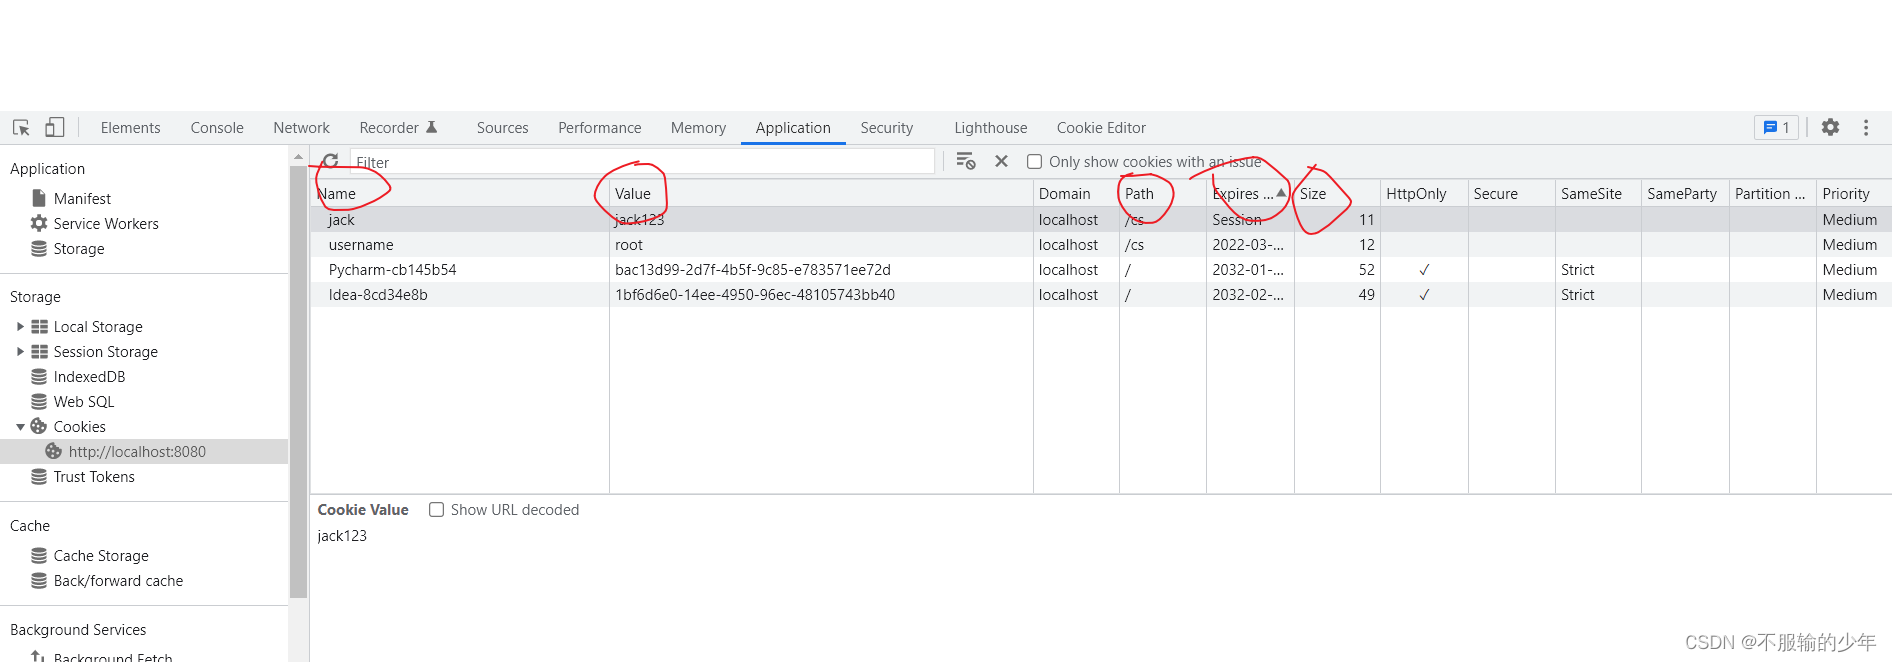 Elements Console Network Recorder Sources Performance Memory Application Security Lighthouse Cookie Editor 1
Application
Manifest
Service Workers
Storage
Storage
Local Storage
Session Storage
IndexedDB
Web SQL
Cookies
http://localhost:8080
Trust Tokens
Cache
Cache Storage
Back/forward cache
Background Services
Background Fetch
Filter Only show cookies with an issue
Name Value Domain Path Expires ... Size HttpOnly Secure SameSite SameParty Partition ... Priority
jack jack123 localhost /cs Session 11 Medium
username root localhost /cs 2022-03-... 12 Medium
Pycharm-cb145b54 bac13d99-2d7f-4b5f-9c85-e783571ee72d localhost / 2032-01-... 52 ✓ Strict Medium
Idea-8cd34e8b 1bf6d6e0-14ee-4950-96ec-48105743bb40 localhost / 2032-02-... 49 ✓ Strict Medium
Cookie Value Show URL decoded
jack123
CSDN @不服输的少年